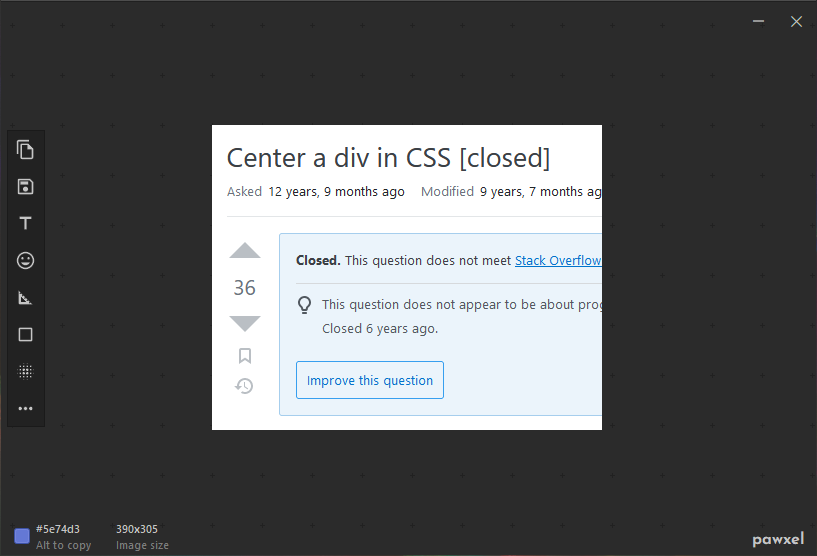 Center a div in CSS [closed]
Asked 12 years, 9 months ago Modified 9 years, 7 months ag
Closed. This question does not meet Stack Overflow
36
This question does not appear to be about prog
Closed 6 years ago.
Improve this question
#5e74d3 390x305
Alt to copy Image size
pawxel